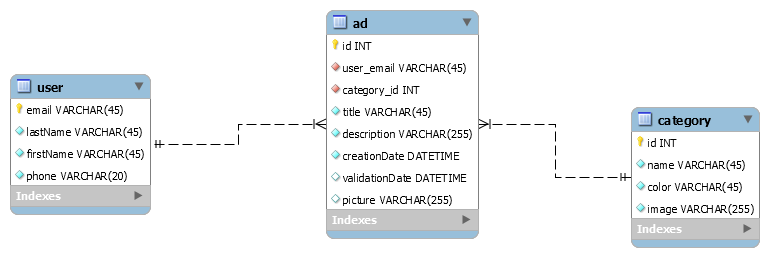 user
email VARCHAR(45)
lastName VARCHAR(45)
firstName VARCHAR(45)
phone VARCHAR(20)
Indexes
ad
id INT
user_email VARCHAR(45)
category_id INT
title VARCHAR(45)
description VARCHAR(255)
creationDate DATETIME
validationDate DATETIME
picture VARCHAR(255)
Indexes
category
id INT
name VARCHAR(45)
color VARCHAR(45)
image VARCHAR(255)
Indexes